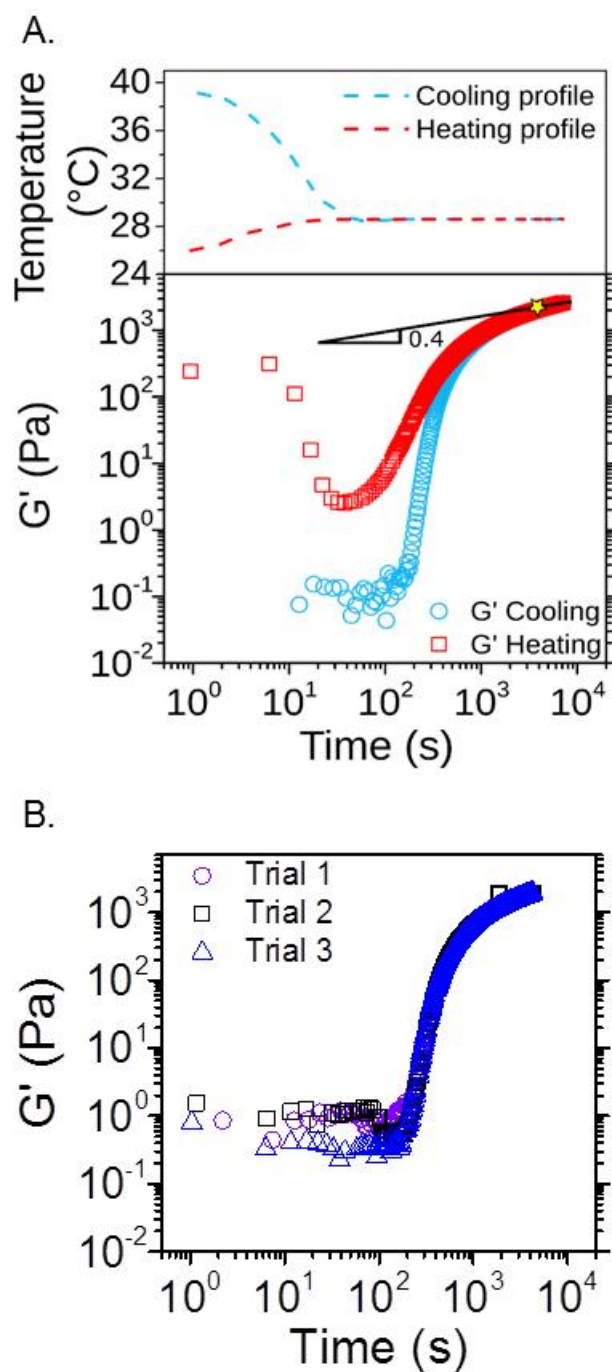 A.
Temperature
(°C)
40
36
32
28
24
Cooling profile
Heating profile
G' (Pa)
10³
10²
10¹
10⁰
10⁻¹
10⁻²
0.4
G' Cooling
G' Heating
10⁰ 10¹ 10² 10³ 10⁴
Time (s)
B.
Trial 1
Trial 2
Trial 3
G' (Pa)
10³
10²
10¹
10⁰
10⁻¹
10⁻²
10⁰ 10¹ 10² 10³ 10⁴
Time (s)